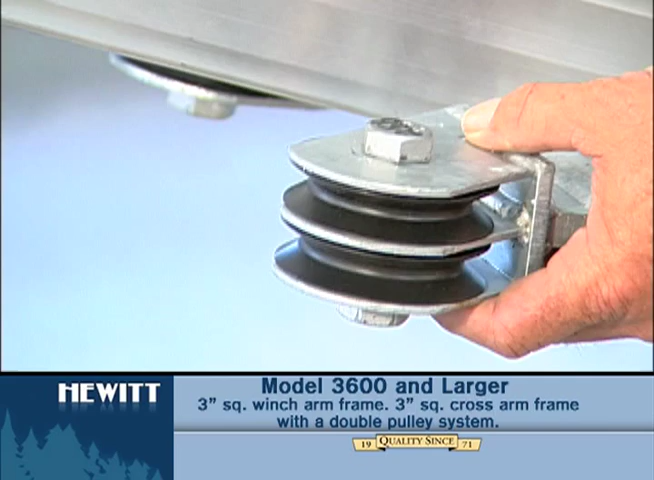 HEWITT
Model 3600 and Larger
3” sq. winch arm frame. 3” sq. cross arm frame
with a double pulley system.
19 QUALITY SINCE 71